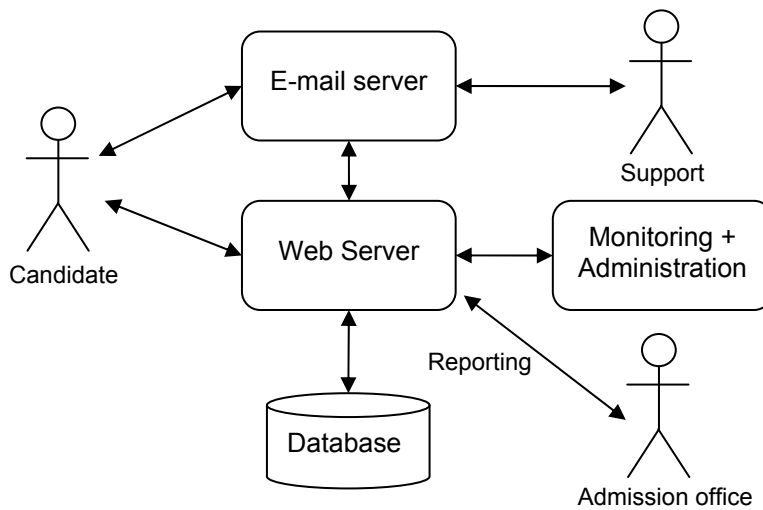 E-mail server
Support
Candidate
Web Server
Monitoring +
Administration
Reporting
Database
Admission office